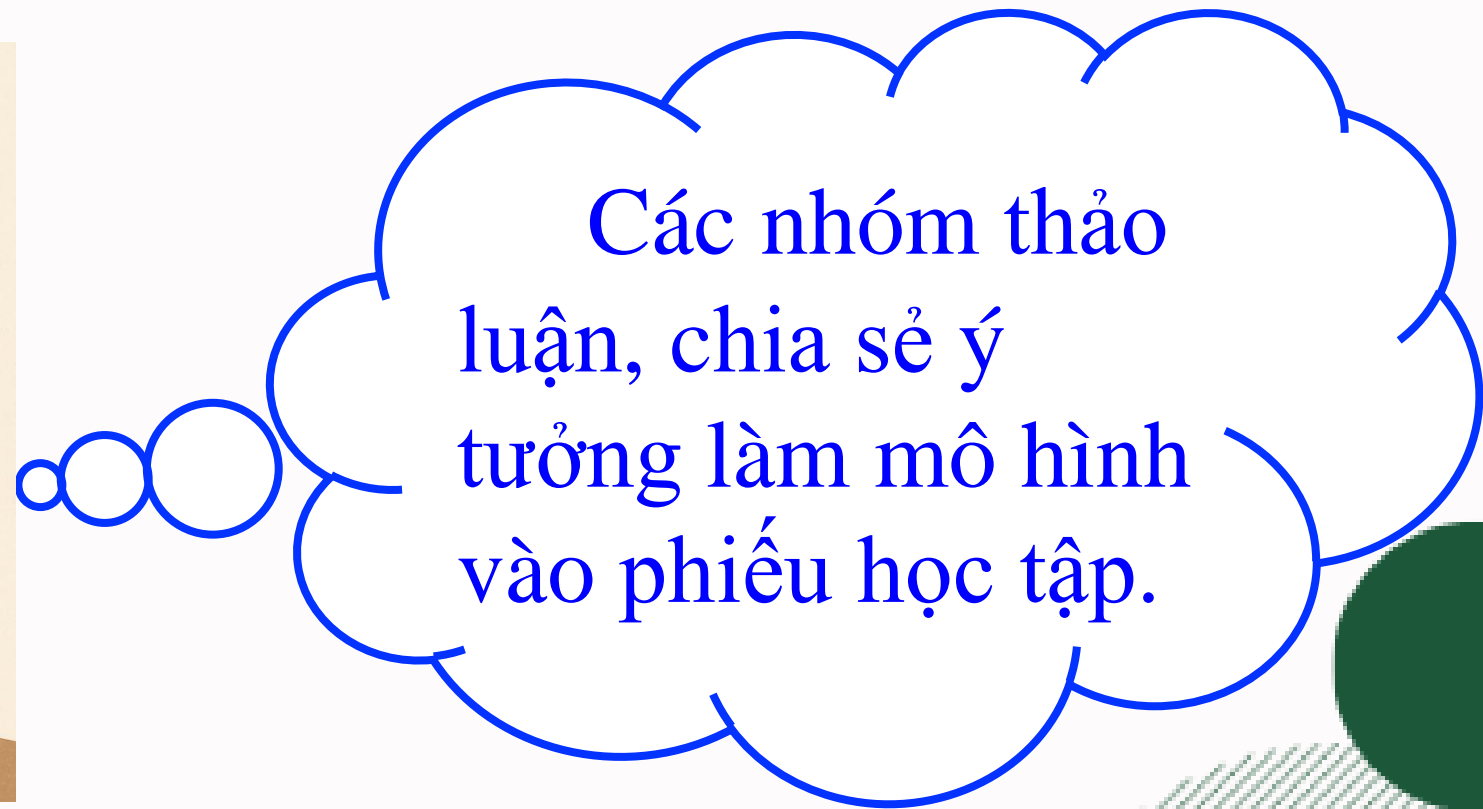 Các nhóm thảo
luận, chia sẻ ý
tưởng làm mô hình
vào phiếu học tập.